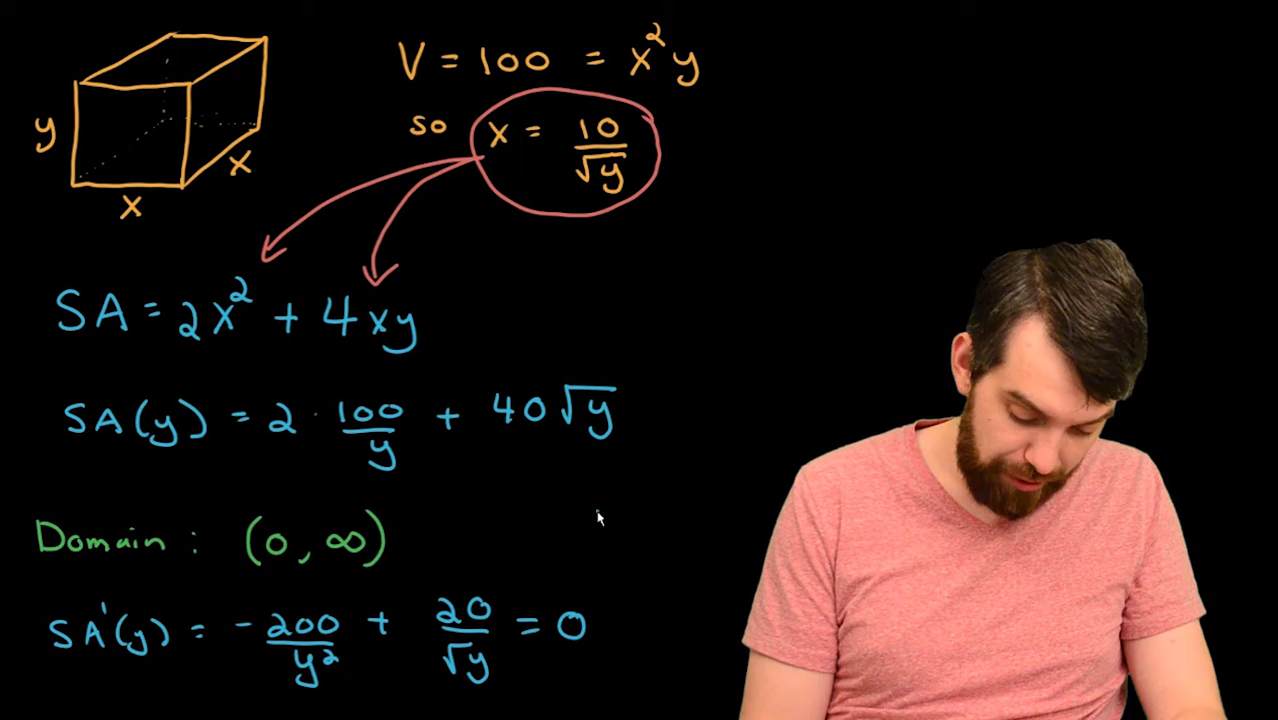 V = 100 = x²y
so x = 10/√y
y
x
x
SA = 2x² + 4xy
SA(y) = 2 · 100/y + 40√y
Domain : (0, ∞)
SA'(y) = -200/y² + 20/√y = 0